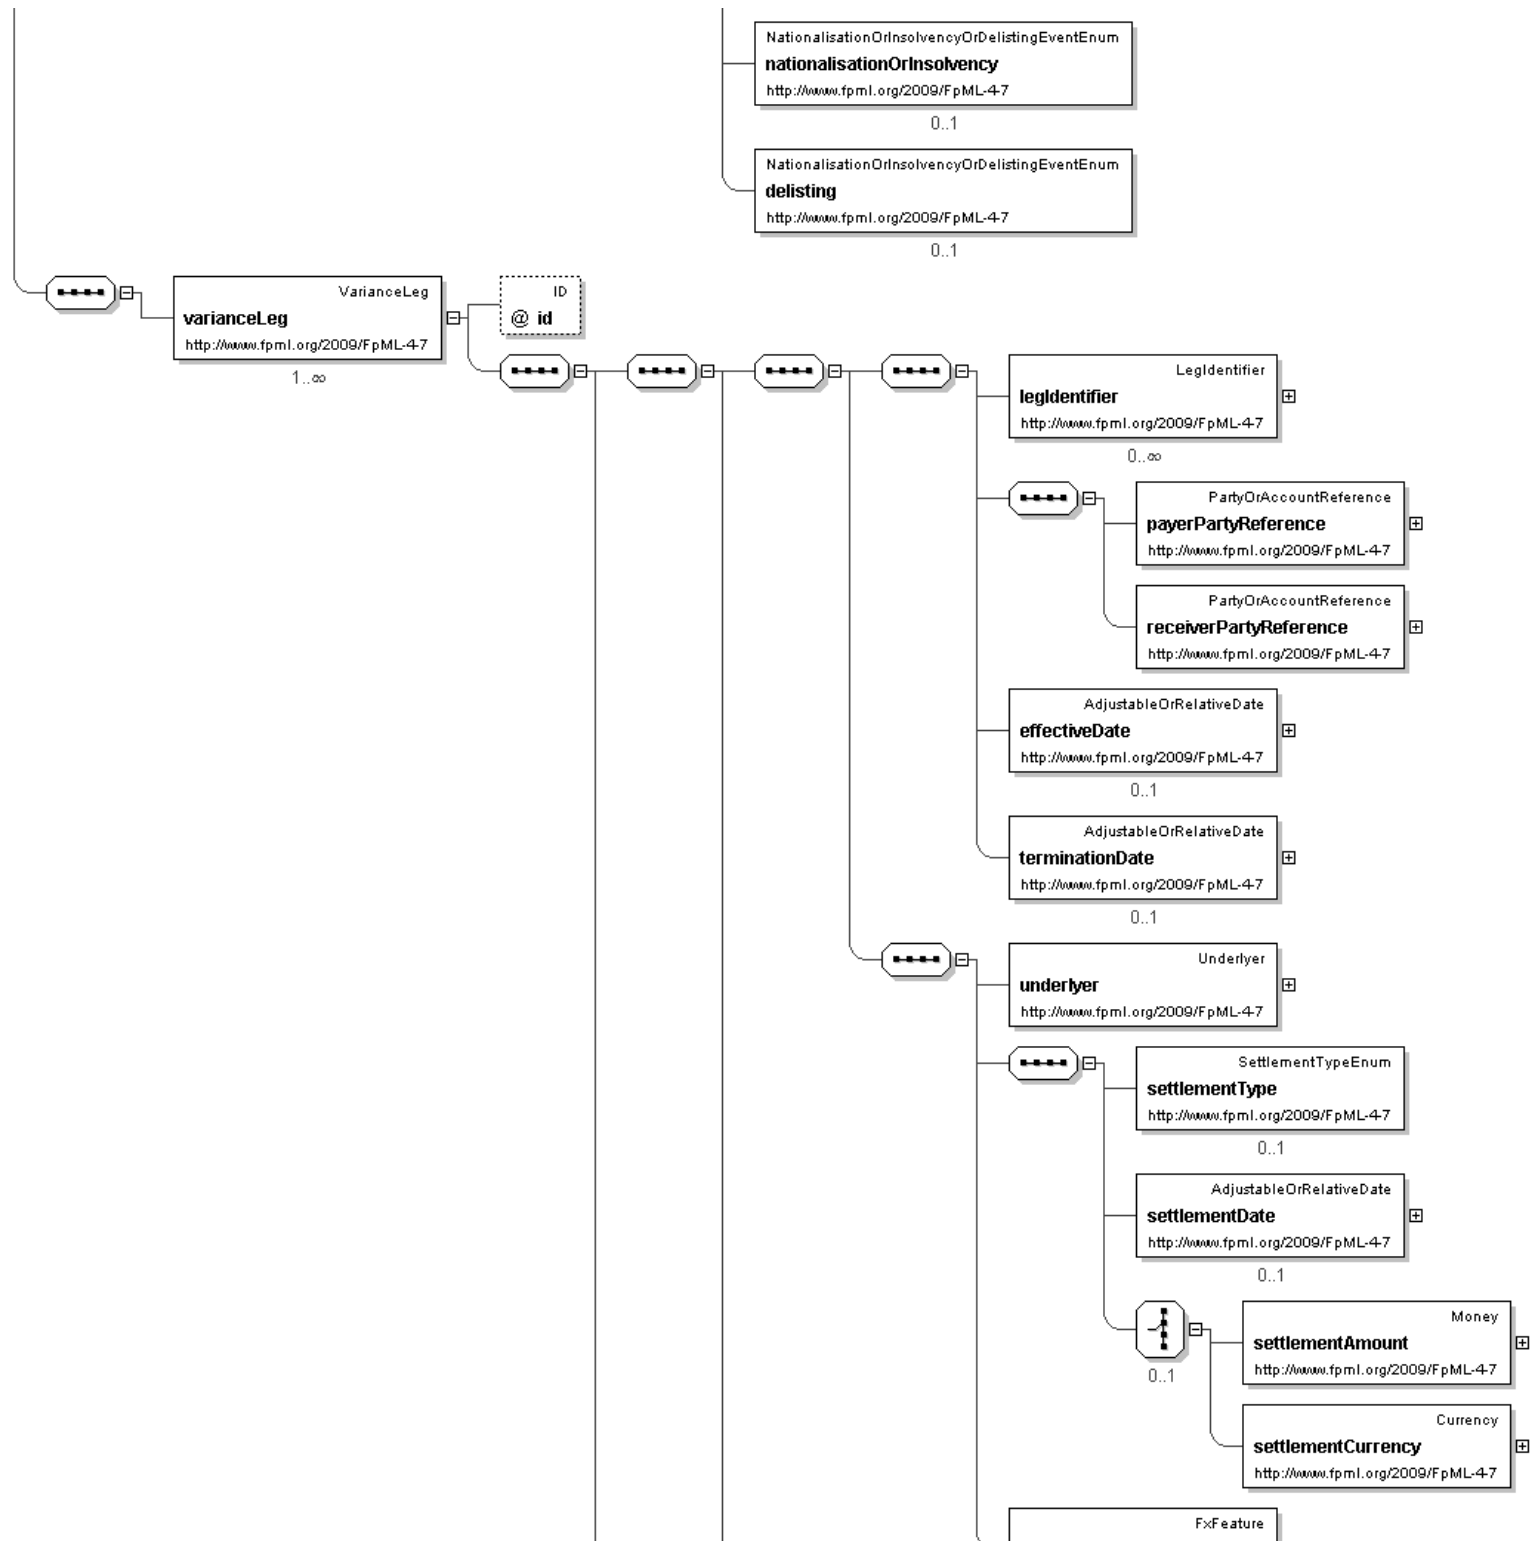 NationalisationOrInsolvencyOrDelistingEventEnum
nationalisationOrInsolvency
http://www.fpml.org/2009/FpML-4-7
0..1
NationalisationOrInsolvencyOrDelistingEventEnum
delisting
http://www.fpml.org/2009/FpML-4-7
0..1
VarianceLeg
varianceLeg
http://www.fpml.org/2009/FpML-4-7
1..∞
ID
@ id
LegIdentifier
legIdentifier
http://www.fpml.org/2009/FpML-4-7
0..∞
PartyOrAccountReference
payerPartyReference
http://www.fpml.org/2009/FpML-4-7
PartyOrAccountReference
receiverPartyReference
http://www.fpml.org/2009/FpML-4-7
AdjustableOrRelativeDate
effectiveDate
http://www.fpml.org/2009/FpML-4-7
0..1
AdjustableOrRelativeDate
terminationDate
http://www.fpml.org/2009/FpML-4-7
0..1
Underlyer
underlyer
http://www.fpml.org/2009/FpML-4-7
SettlementTypeEnum
settlementType
http://www.fpml.org/2009/FpML-4-7
0..1
AdjustableOrRelativeDate
settlementDate
http://www.fpml.org/2009/FpML-4-7
0..1
0..1
Money
settlementAmount
http://www.fpml.org/2009/FpML-4-7
Currency
settlementCurrency
http://www.fpml.org/2009/FpML-4-7
FxFeature